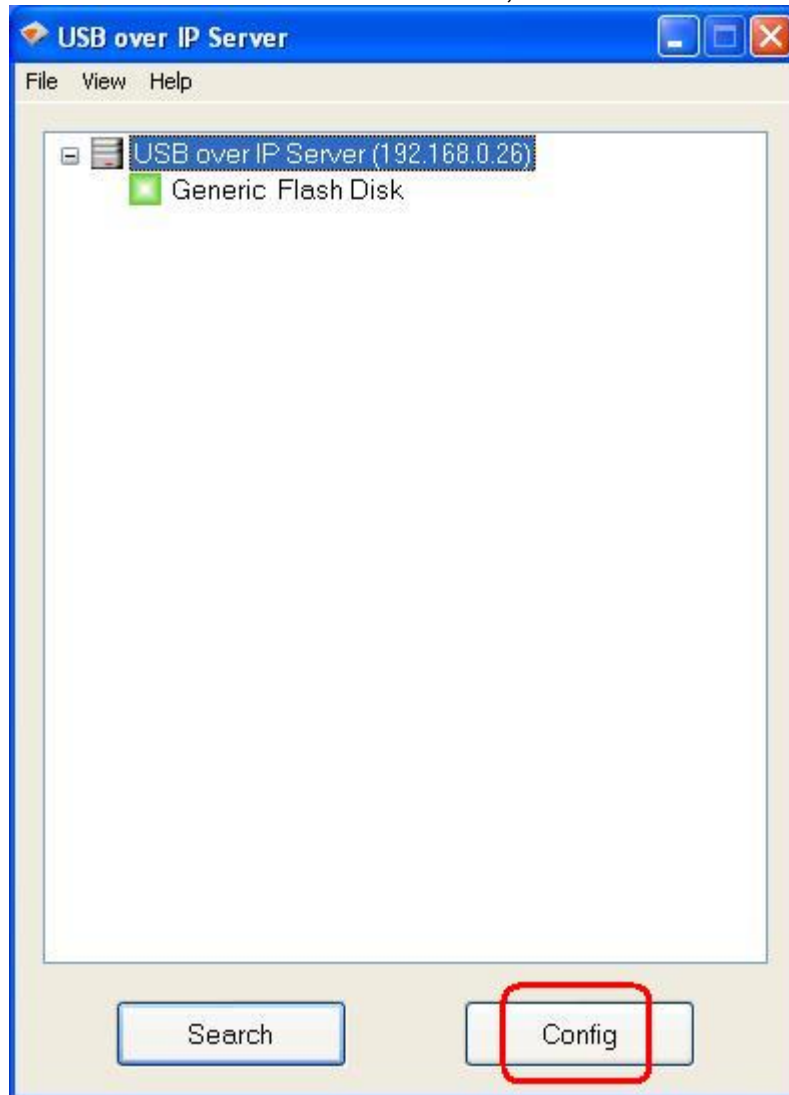 USB over IP Server
File View Help
USB over IP Server (192.168.0.26)
Generic Flash Disk
Search Config